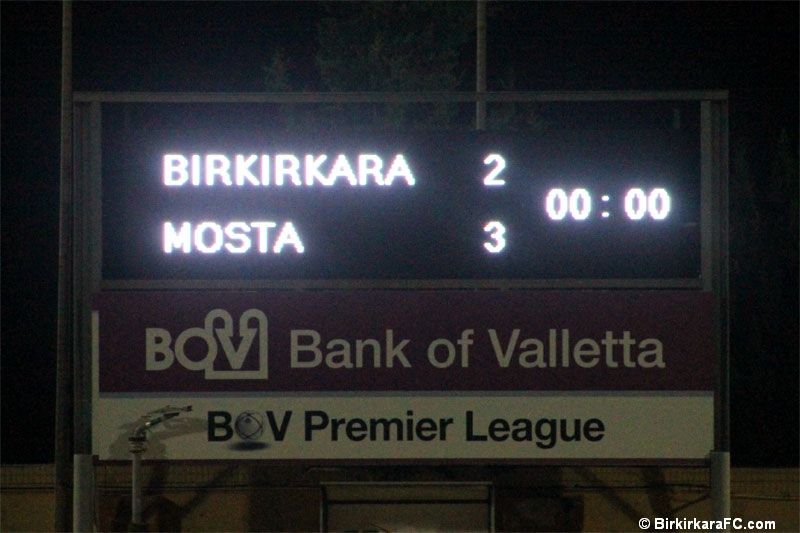 BIRKIRKARA 2
MOSTA 3
00:00
BOV Bank of Valletta
BOV Premier League
© BirkirkaraFC.com